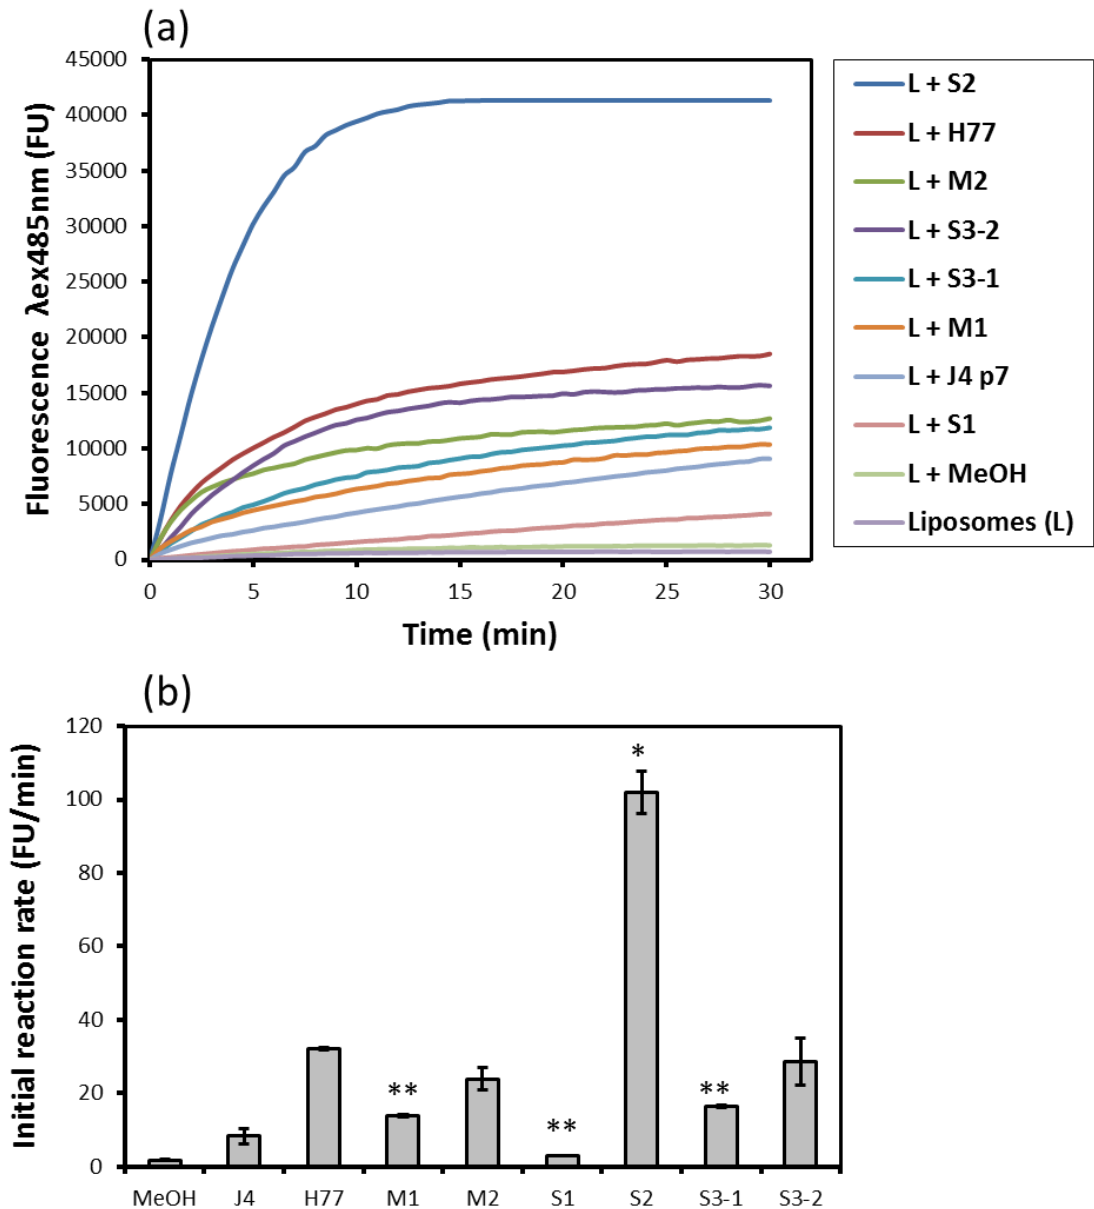 (a)
Fluorescence λex485nm (FU)
45000
40000
35000
30000
25000
20000
15000
10000
5000
0
0 5 10 15 20 25 30
Time (min)
L + S2
L + H77
L + M2
L + S3-2
L + S3-1
L + M1
L + J4 p7
L + S1
L + MeOH
Liposomes (L)
(b)
Initial reaction rate (FU/min)
120
100
80
60
40
20
0
**
**
*
**
MeOH J4 H77 M1 M2 S1 S2 S3-1 S3-2